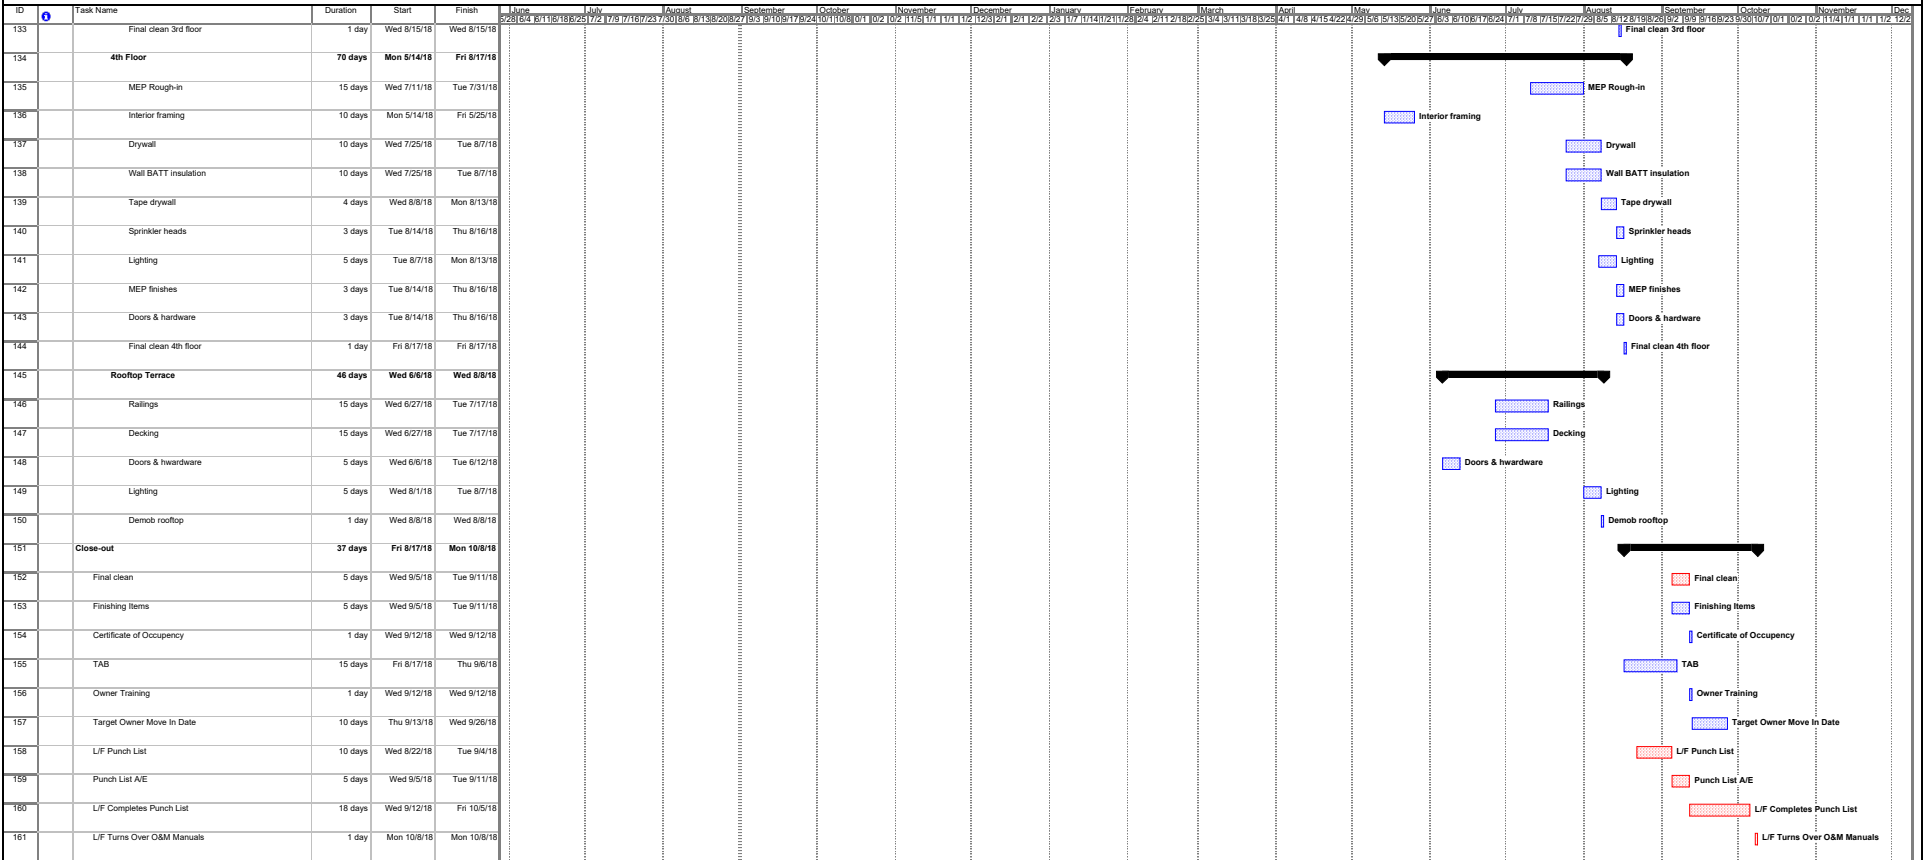 ID Task Name Duration Start Finish June July August September October November December January February March April May June July August September October November Dec
133 Final clean 3rd floor 1 day Wed 8/15/18 Wed 8/15/18 Final clean 3rd floor
134 4th Floor 70 days Mon 5/14/18 Fri 8/17/18
135 MEP Rough-in 15 days Wed 7/11/18 Tue 7/31/18 MEP Rough-in
136 Interior framing 10 days Mon 5/14/18 Fri 5/25/18 Interior framing
137 Drywall 10 days Wed 7/25/18 Tue 8/7/18 Drywall
138 Wall BATT insulation 10 days Wed 7/25/18 Tue 8/7/18 Wall BATT insulation
139 Tape drywall 4 days Wed 8/8/18 Mon 8/13/18 Tape drywall
140 Sprinkler heads 3 days Tue 8/14/18 Thu 8/16/18 Sprinkler heads
141 Lighting 5 days Tue 8/7/18 Mon 8/13/18 Lighting
142 MEP finishes 3 days Tue 8/14/18 Thu 8/16/18 MEP finishes
143 Doors & hardware 3 days Tue 8/14/18 Thu 8/16/18 Doors & hardware
144 Final clean 4th floor 1 day Fri 8/17/18 Fri 8/17/18 Final clean 4th floor
145 Rooftop Terrace 46 days Wed 6/6/18 Wed 8/8/18
146 Railings 15 days Wed 6/27/18 Tue 7/17/18 Railings
147 Decking 15 days Wed 6/27/18 Tue 7/17/18 Decking
148 Doors & hwardware 5 days Wed 6/6/18 Tue 6/12/18 Doors & hwardware
149 Lighting 5 days Wed 8/1/18 Tue 8/7/18 Lighting
150 Demob rooftop 1 day Wed 8/8/18 Wed 8/8/18 Demob rooftop
151 Close-out 37 days Fri 8/17/18 Mon 10/8/18
152 Final clean 5 days Wed 9/5/18 Tue 9/11/18 Final clean
153 Finishing Items 5 days Wed 9/5/18 Tue 9/11/18 Finishing Items
154 Certificate of Occupency 1 day Wed 9/12/18 Wed 9/12/18 Certificate of Occupency
155 TAB 15 days Fri 8/17/18 Thu 9/6/18 TAB
156 Owner Training 1 day Wed 9/12/18 Wed 9/12/18 Owner Training
157 Target Owner Move In Date 10 days Thu 9/13/18 Wed 9/26/18 Target Owner Move In Date
158 L/F Punch List 10 days Wed 8/22/18 Tue 9/4/18 L/F Punch List
159 Punch List A/E 5 days Wed 9/5/18 Tue 9/11/18 Punch List A/E
160 L/F Completes Punch List 18 days Wed 9/12/18 Fri 10/5/18 L/F Completes Punch List
161 L/F Turns Over O&M Manuals 1 day Mon 10/8/18 Mon 10/8/18 L/F Turns Over O&M Manuals